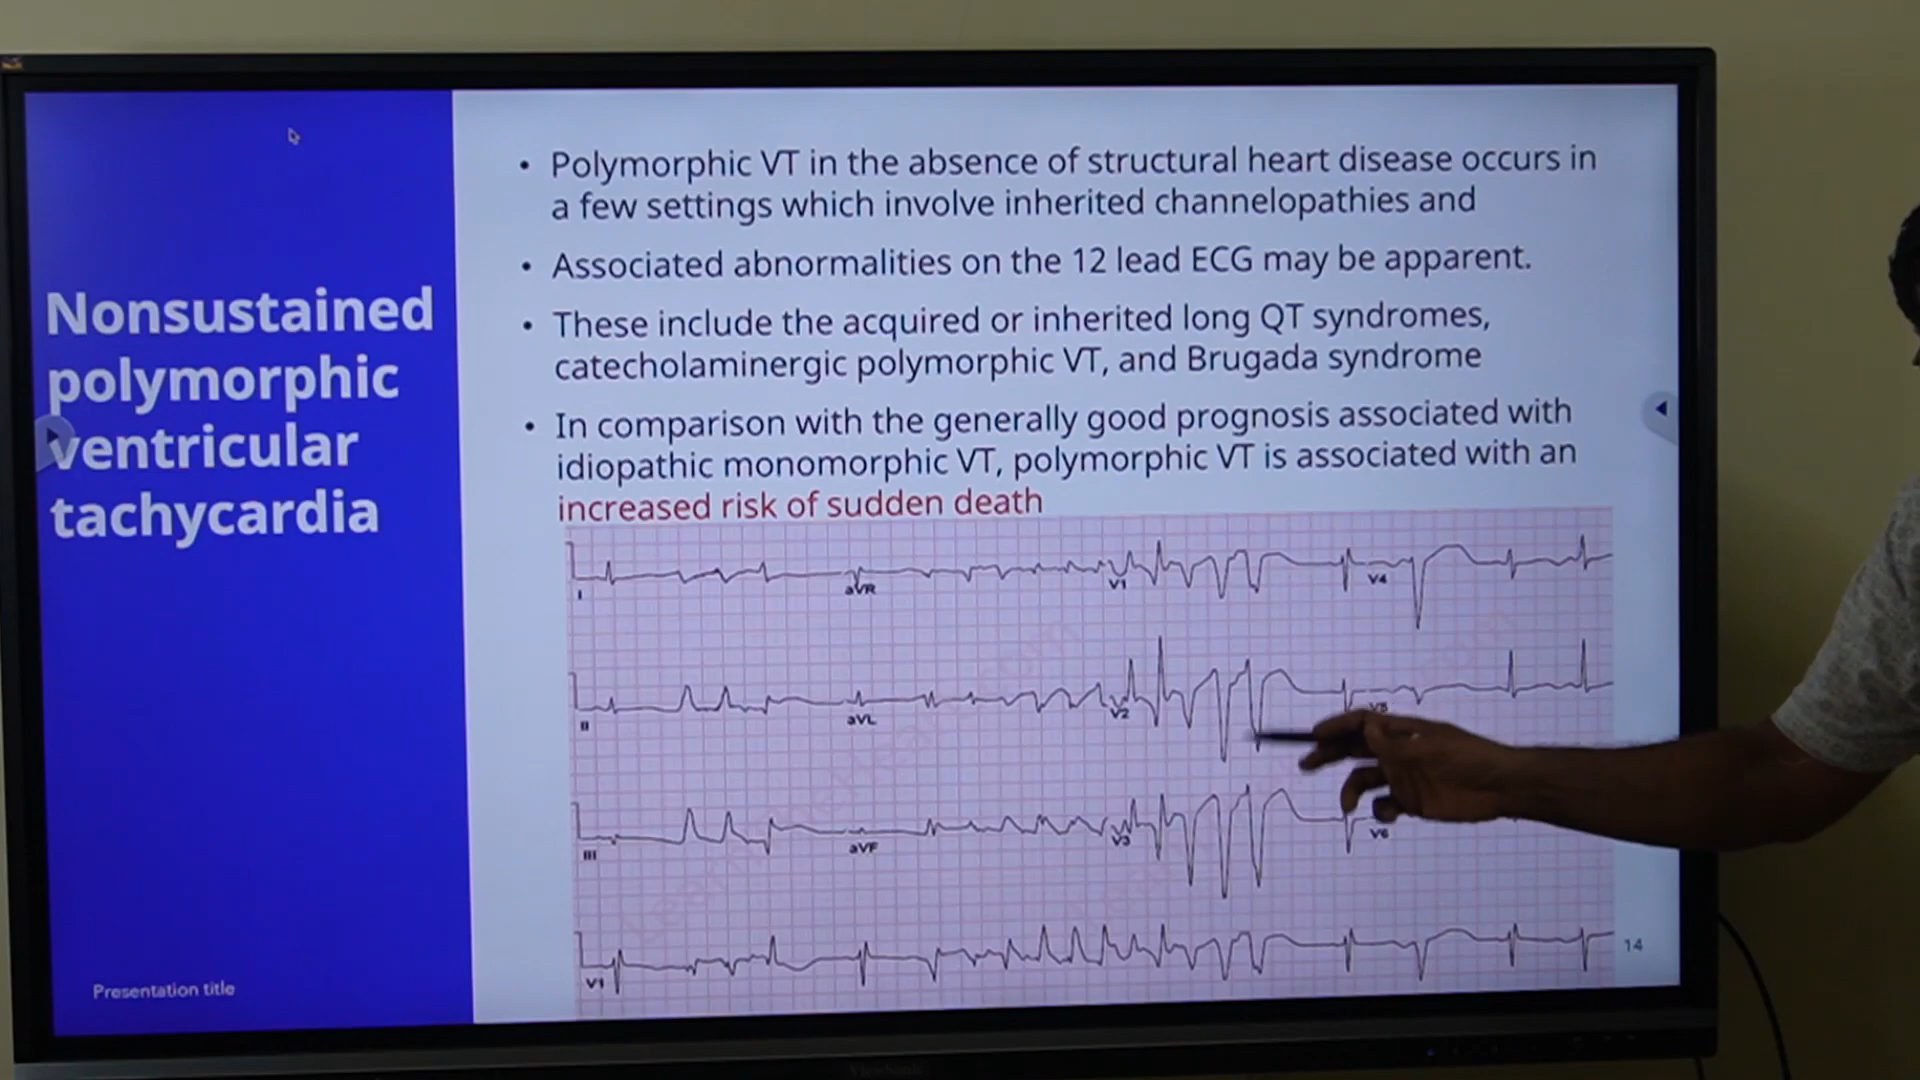 Nonsustained
polymorphic
ventricular
tachycardia
Presentation title
• Polymorphic VT in the absence of structural heart disease occurs in
a few settings which involve inherited channelopathies and
• Associated abnormalities on the 12 lead ECG may be apparent.
• These include the acquired or inherited long QT syndromes,
catecholaminergic polymorphic VT, and Brugada syndrome
• In comparison with the generally good prognosis associated with
idiopathic monomorphic VT, polymorphic VT is associated with an
increased risk of sudden death
I aVR V1 V4
II aVL V2 V5
III aVF V3 V6
V1
14
ViewSonic